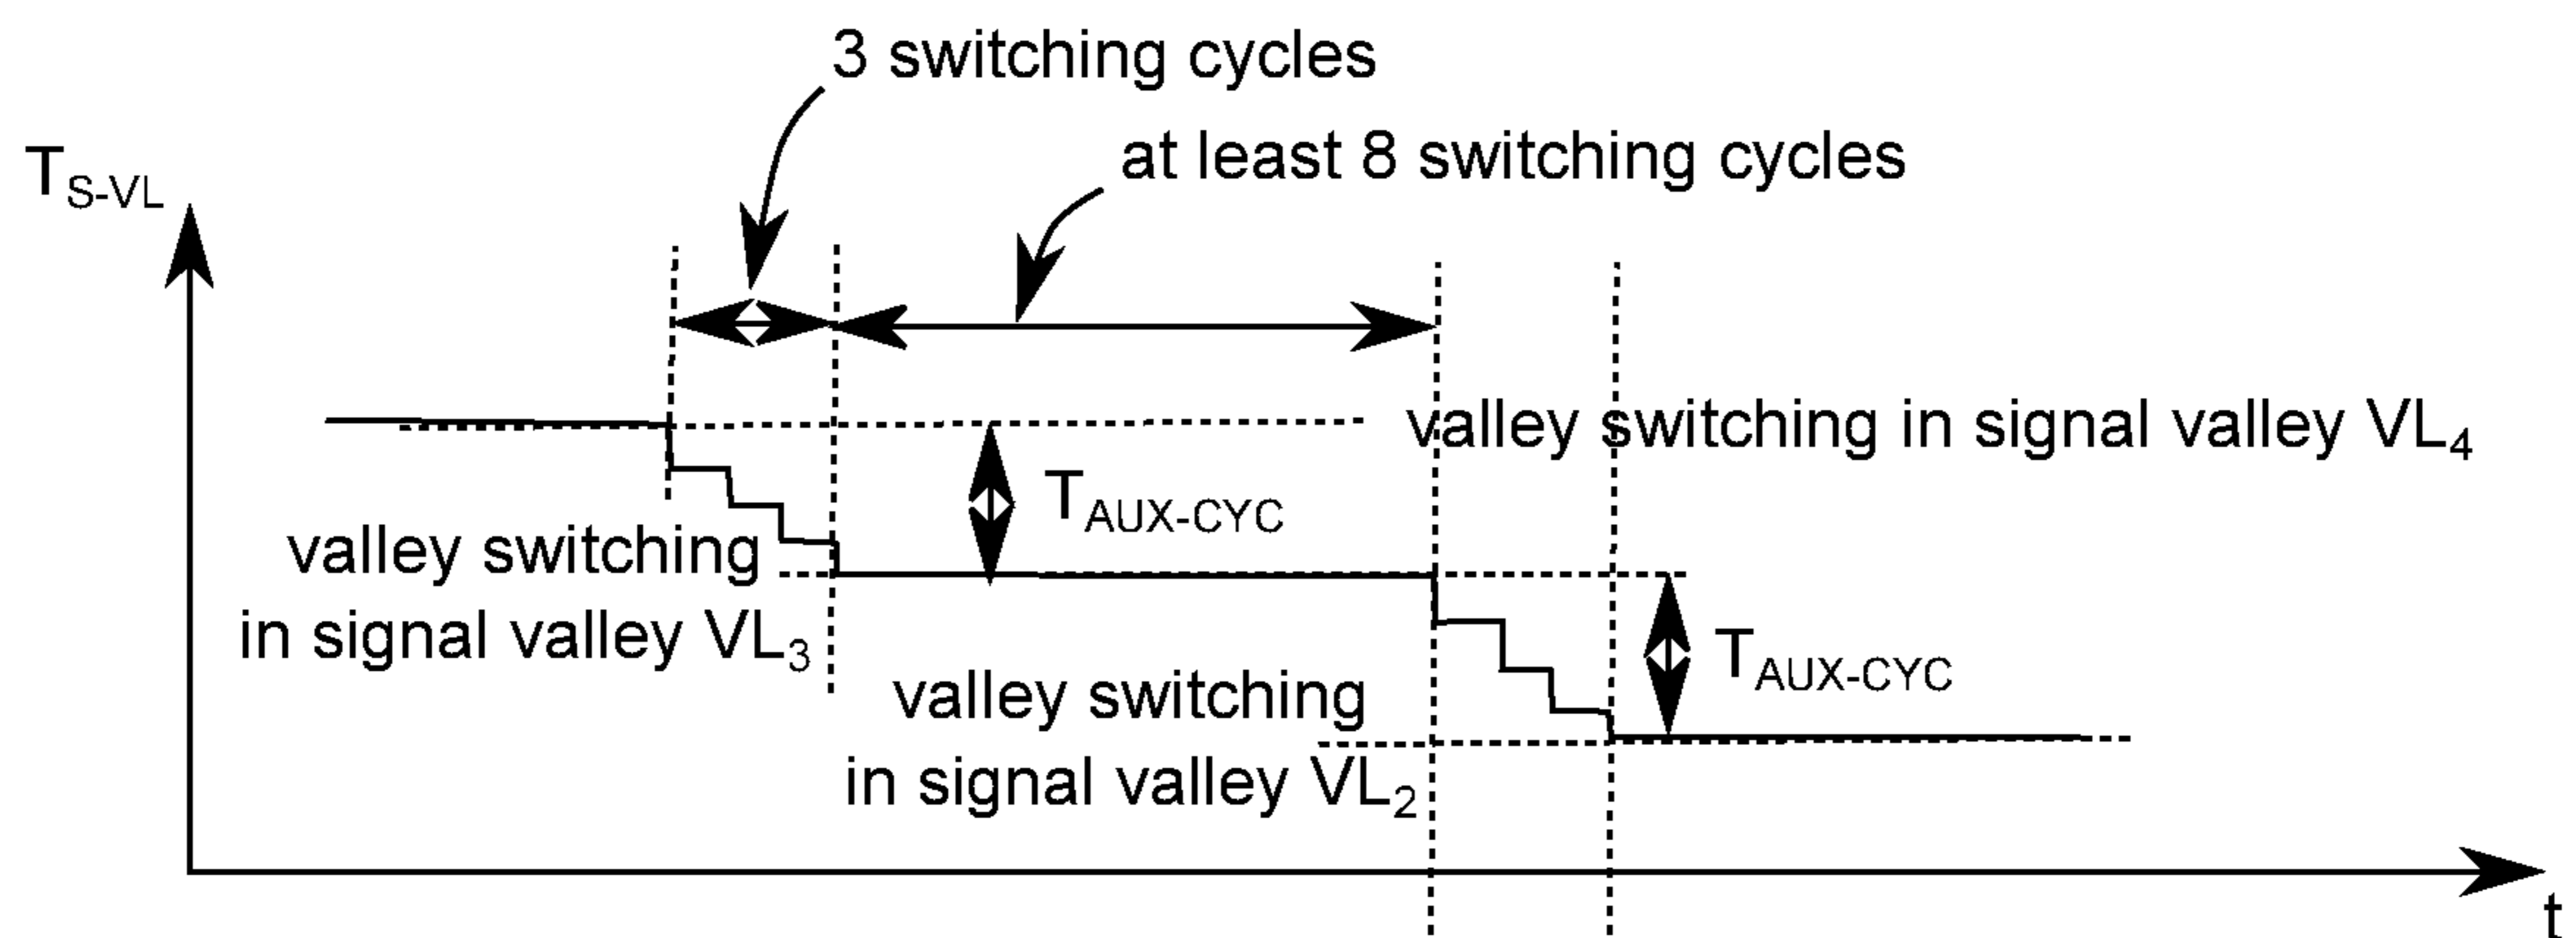 3 switching cycles
at least 8 switching cycles
T_S-VL
valley switching in signal valley VL_4
T_AUX-CYC
valley switching
in signal valley VL_3
T_AUX-CYC
valley switching
in signal valley VL_2
t